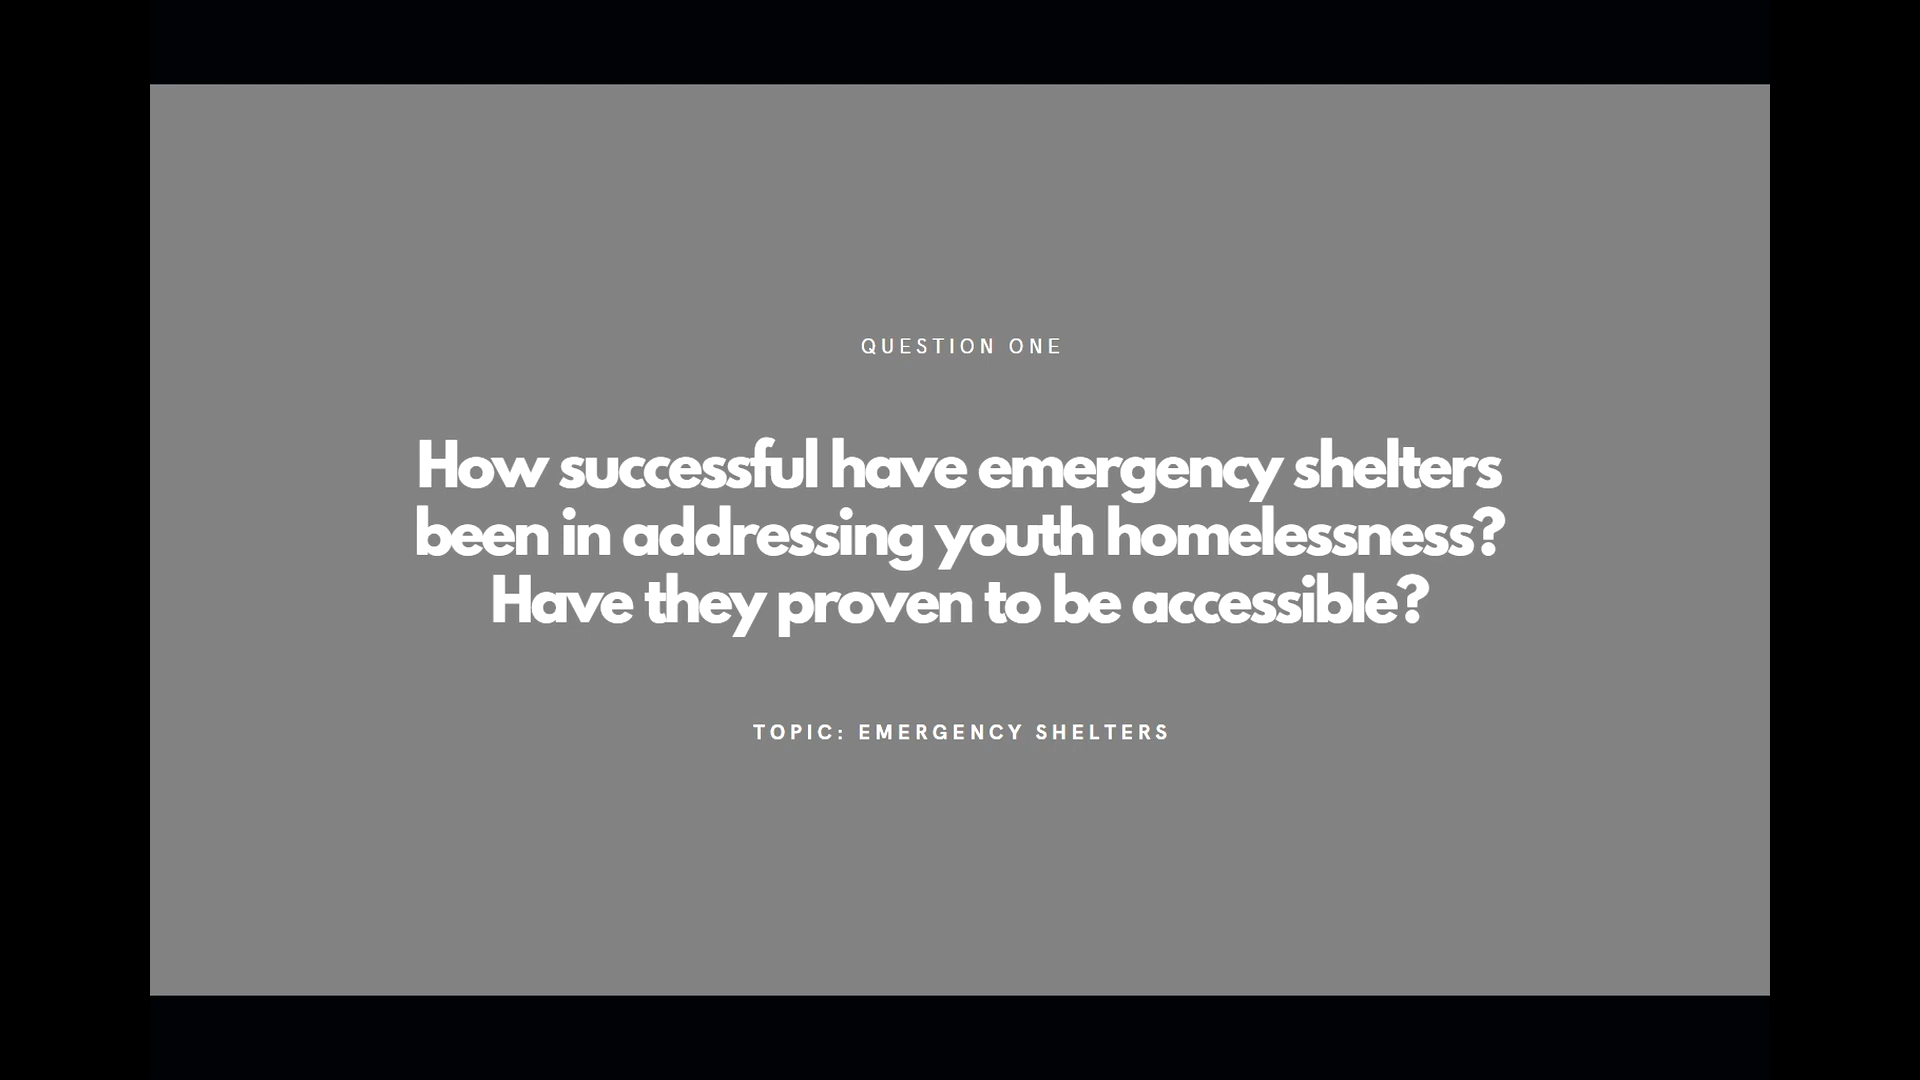 QUESTION ONE
How successful have emergency shelters
been in addressing youth homelessness?
Have they proven to be accessible?
TOPIC: EMERGENCY SHELTERS